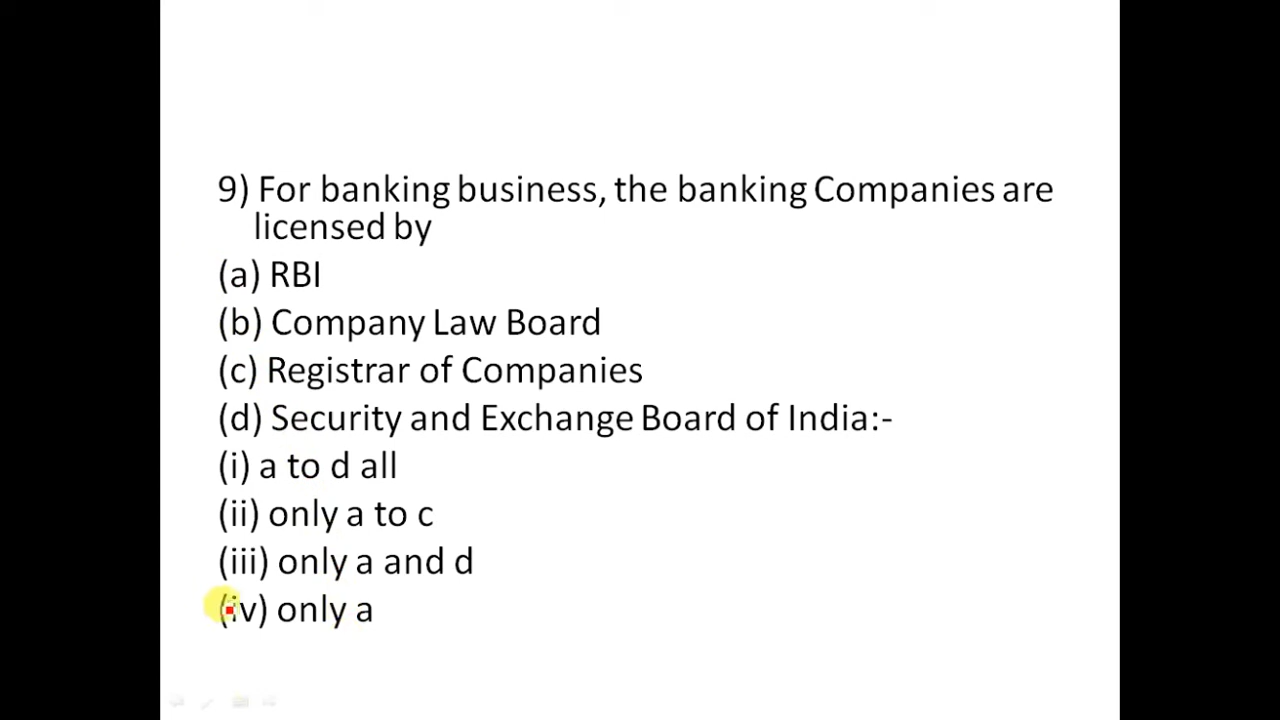 9) For banking business, the banking Companies are
licensed by
(a) RBI
(b) Company Law Board
(c) Registrar of Companies
(d) Security and Exchange Board of India:-
(i) a to d all
(ii) only a to c
(iii) only a and d
(iv) only a